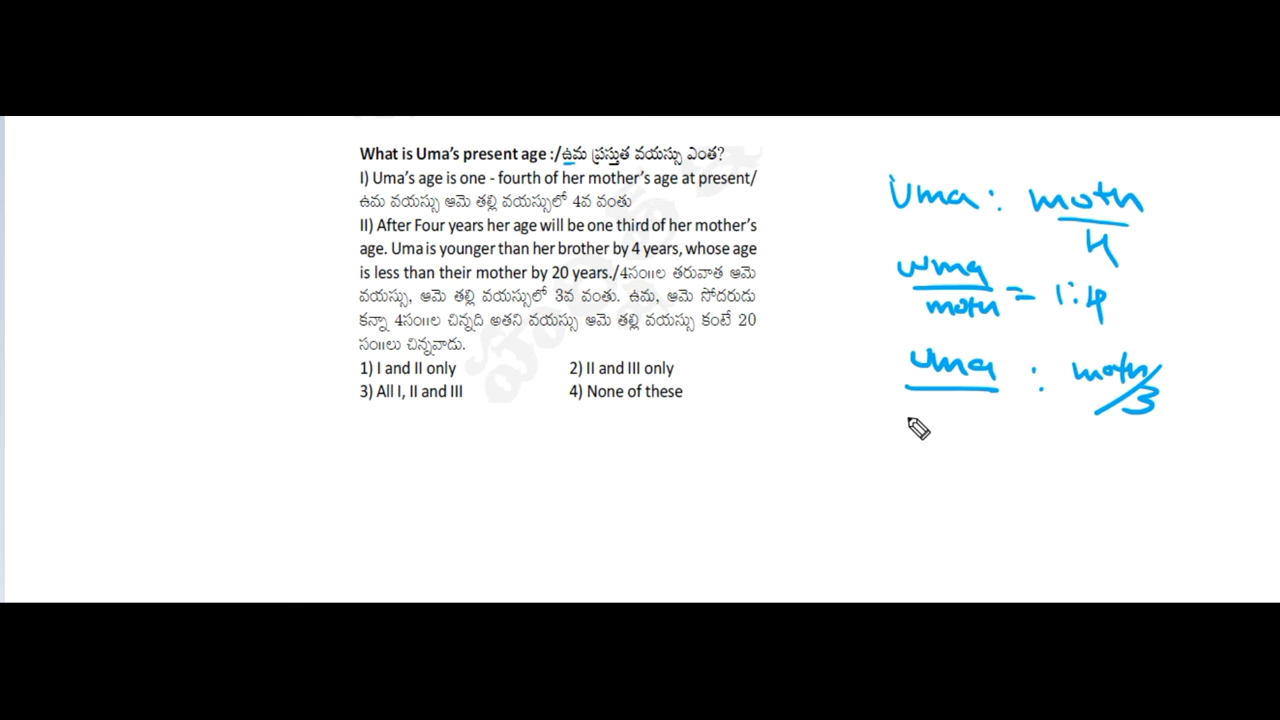 What is Uma's present age :/ఉమ ప్రస్తుత వయస్సు ఎంత?
I) Uma's age is one - fourth of her mother's age at present/
ఉమ వయస్సు ఆమె తల్లి వయస్సులో 4వ వంతు
II) After Four years her age will be one third of her mother's
age. Uma is younger than her brother by 4 years, whose age
is less than their mother by 20 years./4సం॥ల తరువాత ఆమె
వయస్సు, ఆమె తల్లి వయస్సులో 3వ వంతు. ఉమ, ఆమె సోదరుడు
కన్నా 4సం॥ల చిన్నది అతని వయస్సు ఆమె తల్లి వయస్సు కంటే 20
సం॥లు చిన్నవాడు.
1) I and II only 2) II and III only
3) All I, II and III 4) None of these
Uma : moth
4
uma
moth = 1:4
uma : moth/3